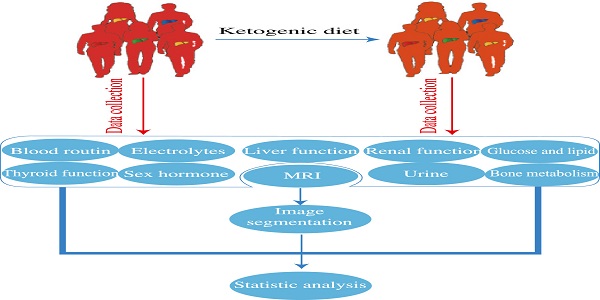 Ketogenic diet
Data collection
Data collection
Blood routin
Electrolytes
Liver function
Renal function
Glucose and lipid
Thyroid function
Sex hormone
MRI
Urine
Bone metabolism
Image
segmentation
Statistic analysis